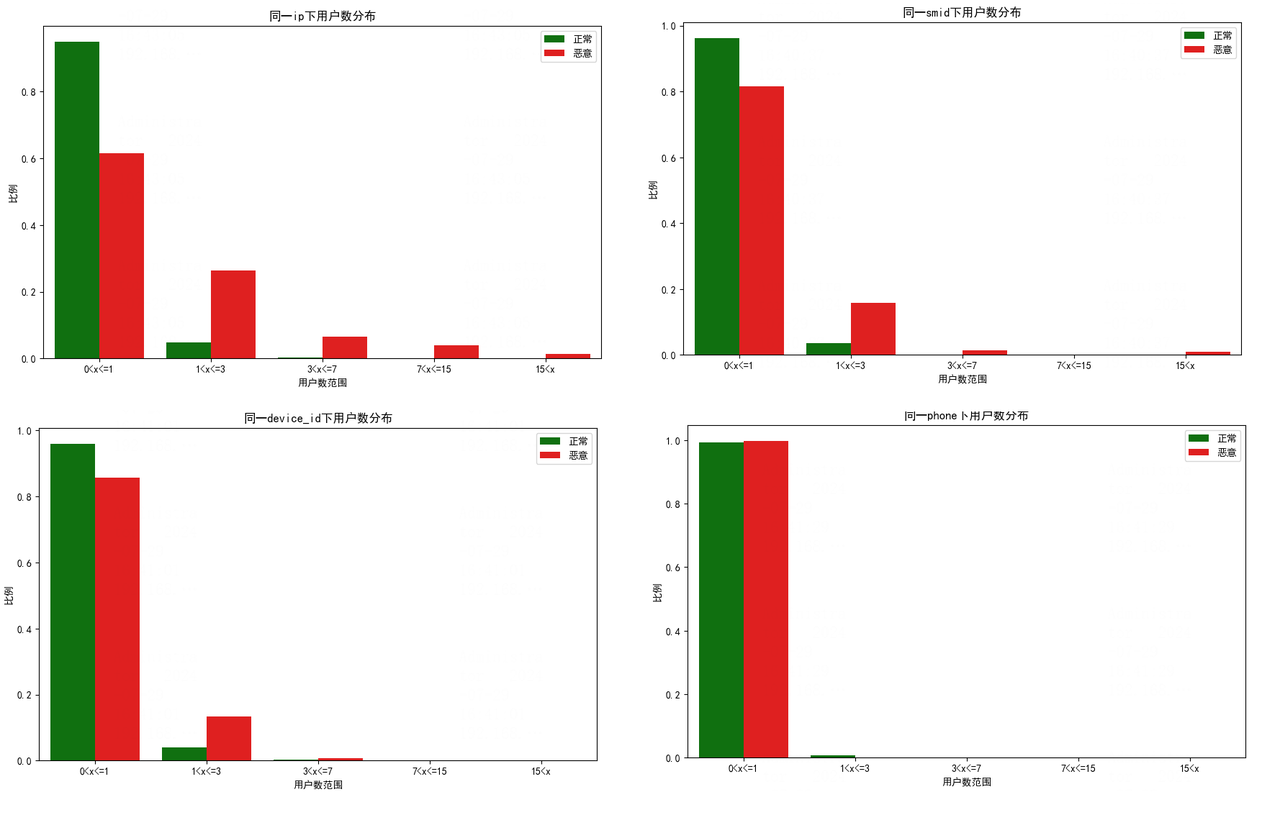 同一ip下用户数分布
正常
恶意
比例
0.8
0.6
0.4
0.2
0.0
0<x<=1
1<x<=3
3<x<=7
7<x<=15
15<x
用户数范围
同一smid下用户数分布
正常
恶意
比例
1.0
0.8
0.6
0.4
0.2
0.0
0<x<=1
1<x<=3
3<x<=7
7<x<=15
15<x
用户数范围
同一device_id下用户数分布
正常
恶意
比例
1.0
0.8
0.6
0.4
0.2
0.0
0<x<=1
1<x<=3
3<x<=7
7<x<=15
15<x
用户数范围
同一phone下用户数分布
正常
恶意
比例
1.0
0.8
0.6
0.4
0.2
0.0
0<x<=1
1<x<=3
3<x<=7
7<x<=15
15<x
用户数范围